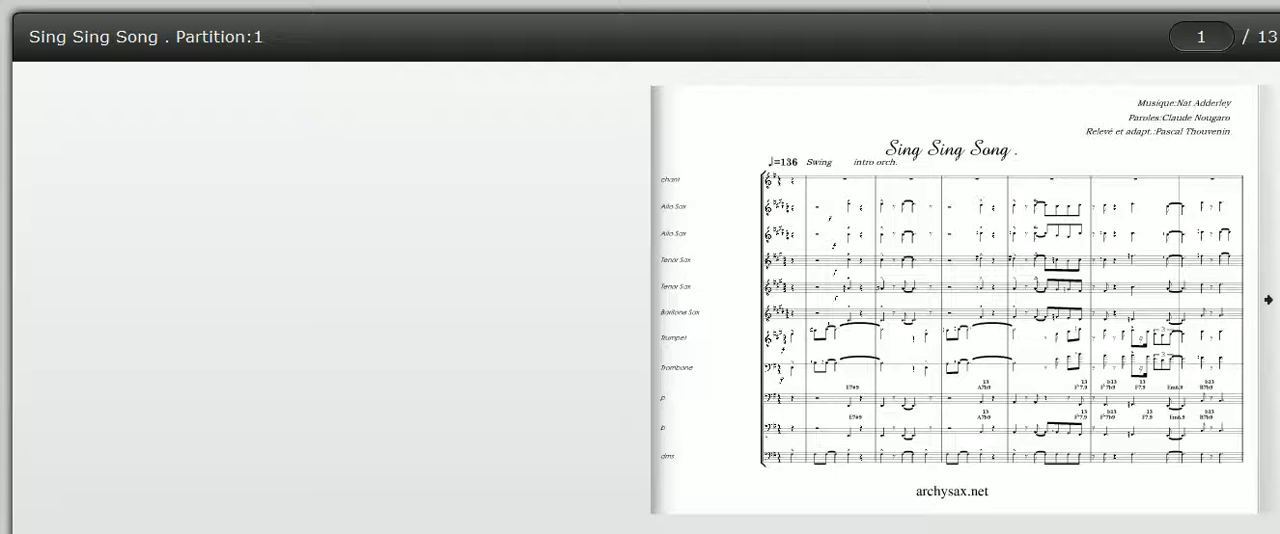 Sing Sing Song . Partition:1
1 / 13
Musique:Nat Adderley
Paroles:Claude Nougaro
Relevé et adapt.:Pascal Thouvenin
Sing Sing Song .
♩=136 Swing intro orch.
chant
Alto Sax
Alto Sax
Tenor Sax
Tenor Sax
Baritone Sax
Trumpet
Trombone
p
b
dms
archysax.net